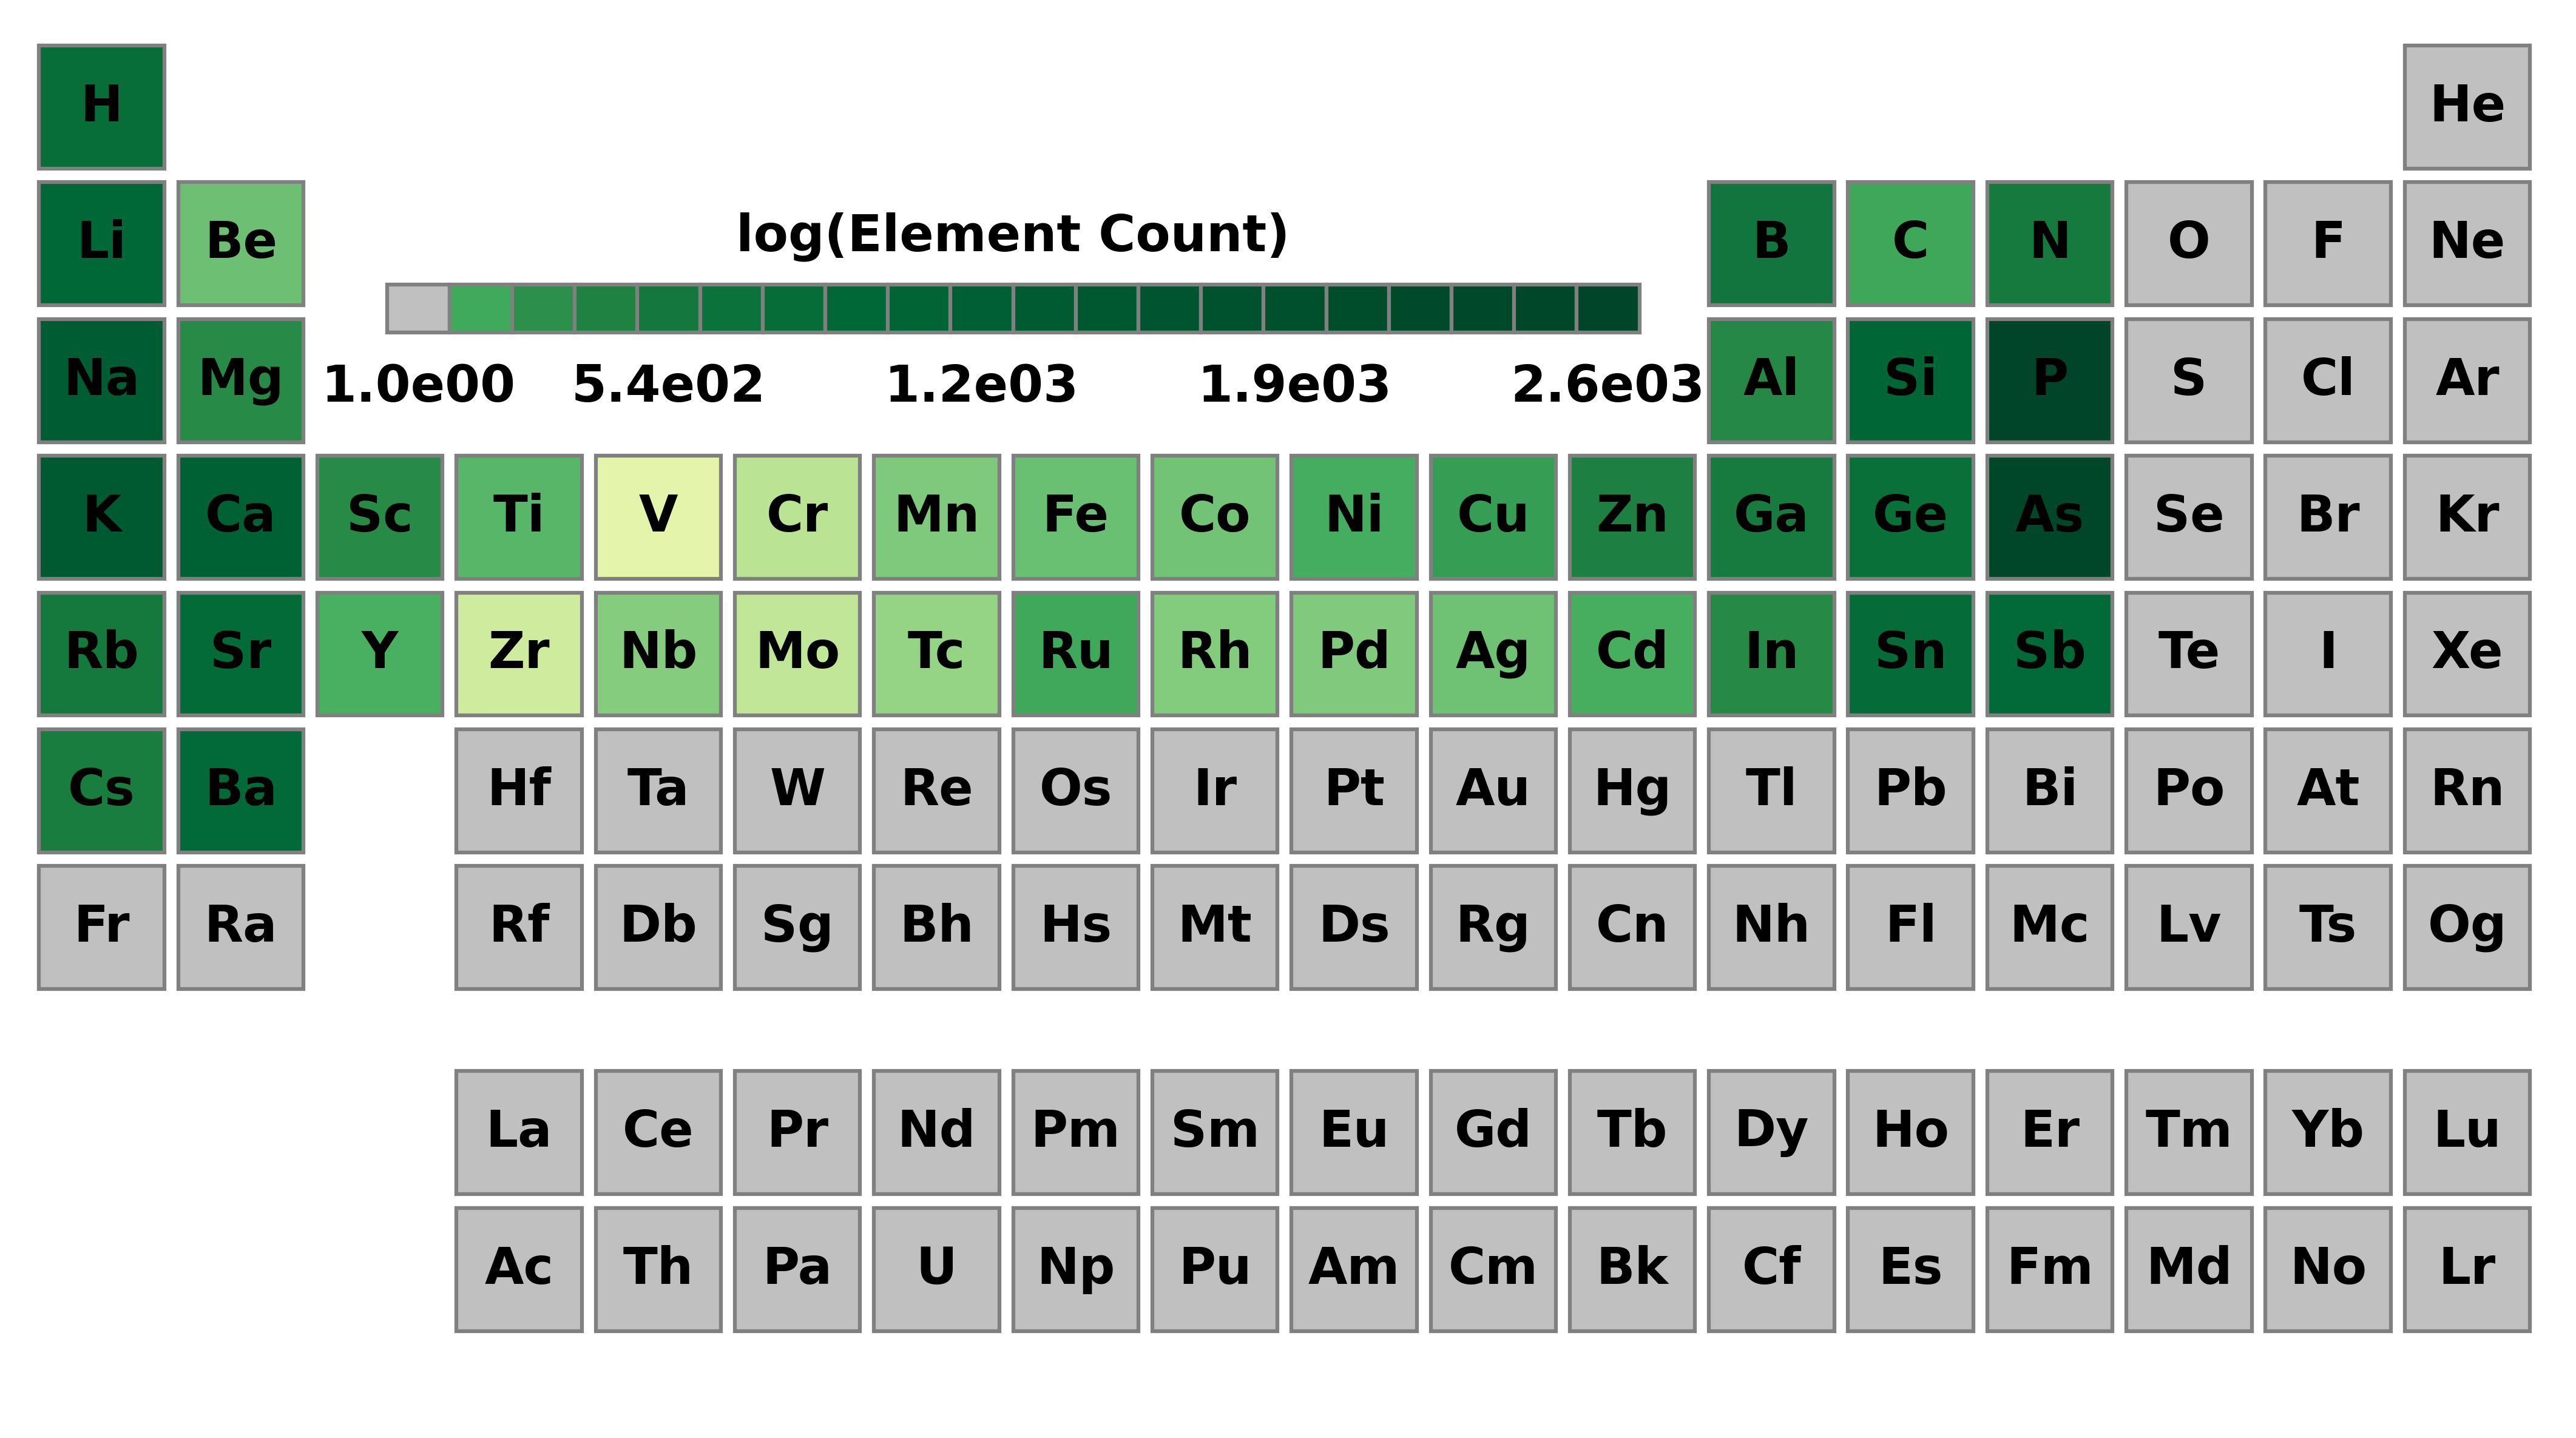 H He
Li Be B C N O F Ne
log(Element Count)
Na Mg Al Si P S Cl Ar
1.0e00 5.4e02 1.2e03 1.9e03 2.6e03
K Ca Sc Ti V Cr Mn Fe Co Ni Cu Zn Ga Ge As Se Br Kr
Rb Sr Y Zr Nb Mo Tc Ru Rh Pd Ag Cd In Sn Sb Te I Xe
Cs Ba Hf Ta W Re Os Ir Pt Au Hg Tl Pb Bi Po At Rn
Fr Ra Rf Db Sg Bh Hs Mt Ds Rg Cn Nh Fl Mc Lv Ts Og
La Ce Pr Nd Pm Sm Eu Gd Tb Dy Ho Er Tm Yb Lu
Ac Th Pa U Np Pu Am Cm Bk Cf Es Fm Md No Lr